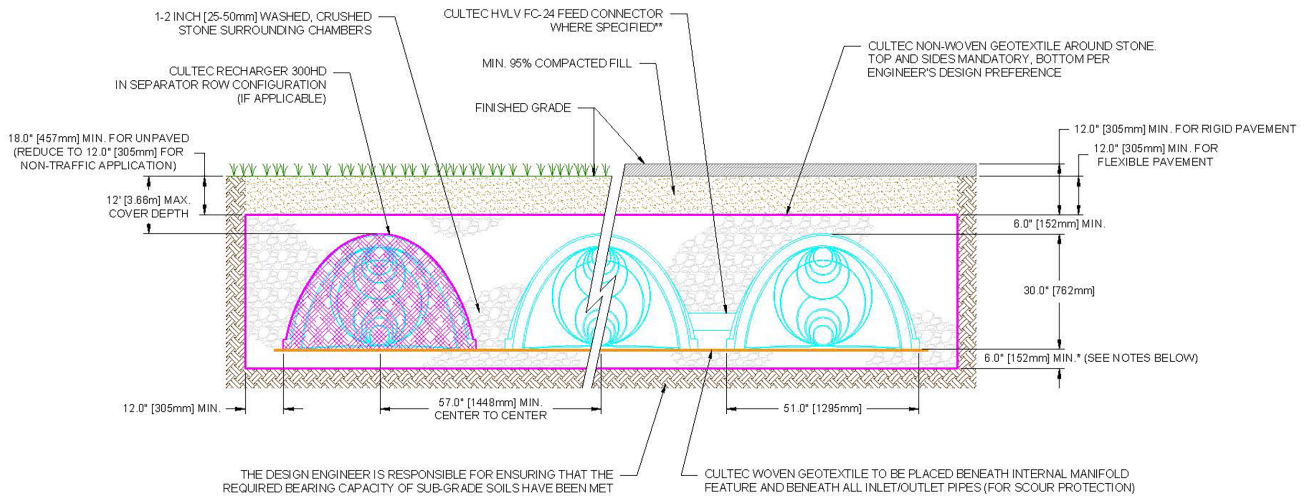 1-2 INCH [25-50mm] WASHED, CRUSHED
STONE SURROUNDING CHAMBERS
CULTEC HVLV FC-24 FEED CONNECTOR
WHERE SPECIFIED**
CULTEC NON-WOVEN GEOTEXTILE AROUND STONE.
TOP AND SIDES MANDATORY, BOTTOM PER
ENGINEER'S DESIGN PREFERENCE
CULTEC RECHARGER 300HD
IN SEPARATOR ROW CONFIGURATION
(IF APPLICABLE)
MIN. 95% COMPACTED FILL
FINISHED GRADE
18.0" [457mm] MIN. FOR UNPAVED
(REDUCE TO 12.0" [305mm] FOR
NON-TRAFFIC APPLICATION)
12.0" [305mm] MIN. FOR RIGID PAVEMENT
12.0" [305mm] MIN. FOR
FLEXIBLE PAVEMENT
12' [3.66m] MAX.
COVER DEPTH
6.0" [152mm] MIN.
30.0" [762mm]
6.0" [152mm] MIN.* (SEE NOTES BELOW)
12.0" [305mm] MIN.
57.0" [1448mm] MIN.
CENTER TO CENTER
51.0" [1295mm]
THE DESIGN ENGINEER IS RESPONSIBLE FOR ENSURING THAT THE
REQUIRED BEARING CAPACITY OF SUB-GRADE SOILS HAVE BEEN MET
CULTEC WOVEN GEOTEXTILE TO BE PLACED BENEATH INTERNAL MANIFOLD
FEATURE AND BENEATH ALL INLET/OUTLET PIPES (FOR SCOUR PROTECTION)